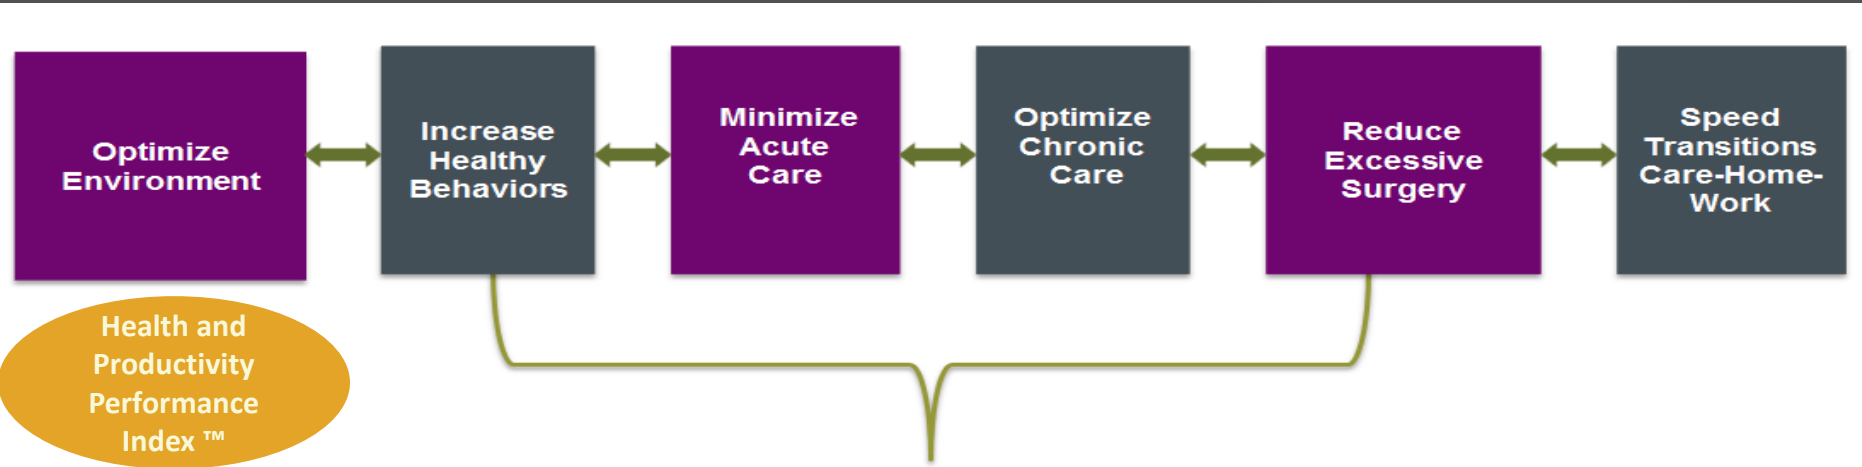 Optimize
Environment
Increase
Healthy
Behaviors
Minimize
Acute
Care
Optimize
Chronic
Care
Reduce
Excessive
Surgery
Speed
Transitions
Care-Home-
Work
Health and
Productivity
Performance
Index ™